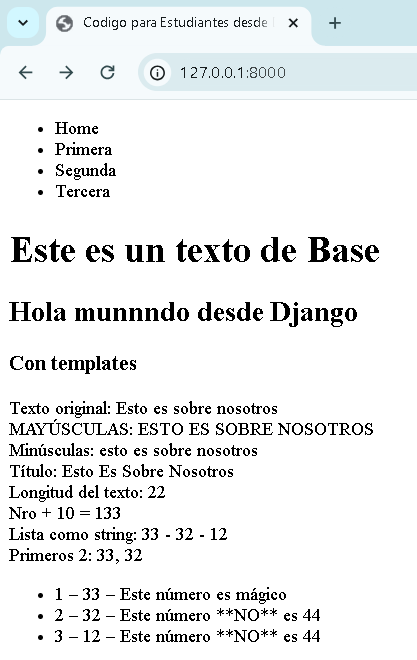 Codigo para Estudiantes desde
127.0.0.1:8000
Home
Primera
Segunda
Tercera
Este es un texto de Base
Hola munnndo desde Django
Con templates
Texto original: Esto es sobre nosotros
MAYÚSCULAS: ESTO ES SOBRE NOSOTROS
Minúsculas: esto es sobre nosotros
Título: Esto Es Sobre Nosotros
Longitud del texto: 22
Nro + 10 = 133
Lista como string: 33 - 32 - 12
Primeros 2: 33, 32
1 – 33 – Este número es mágico
2 – 32 – Este número **NO** es 44
3 – 12 – Este número **NO** es 44